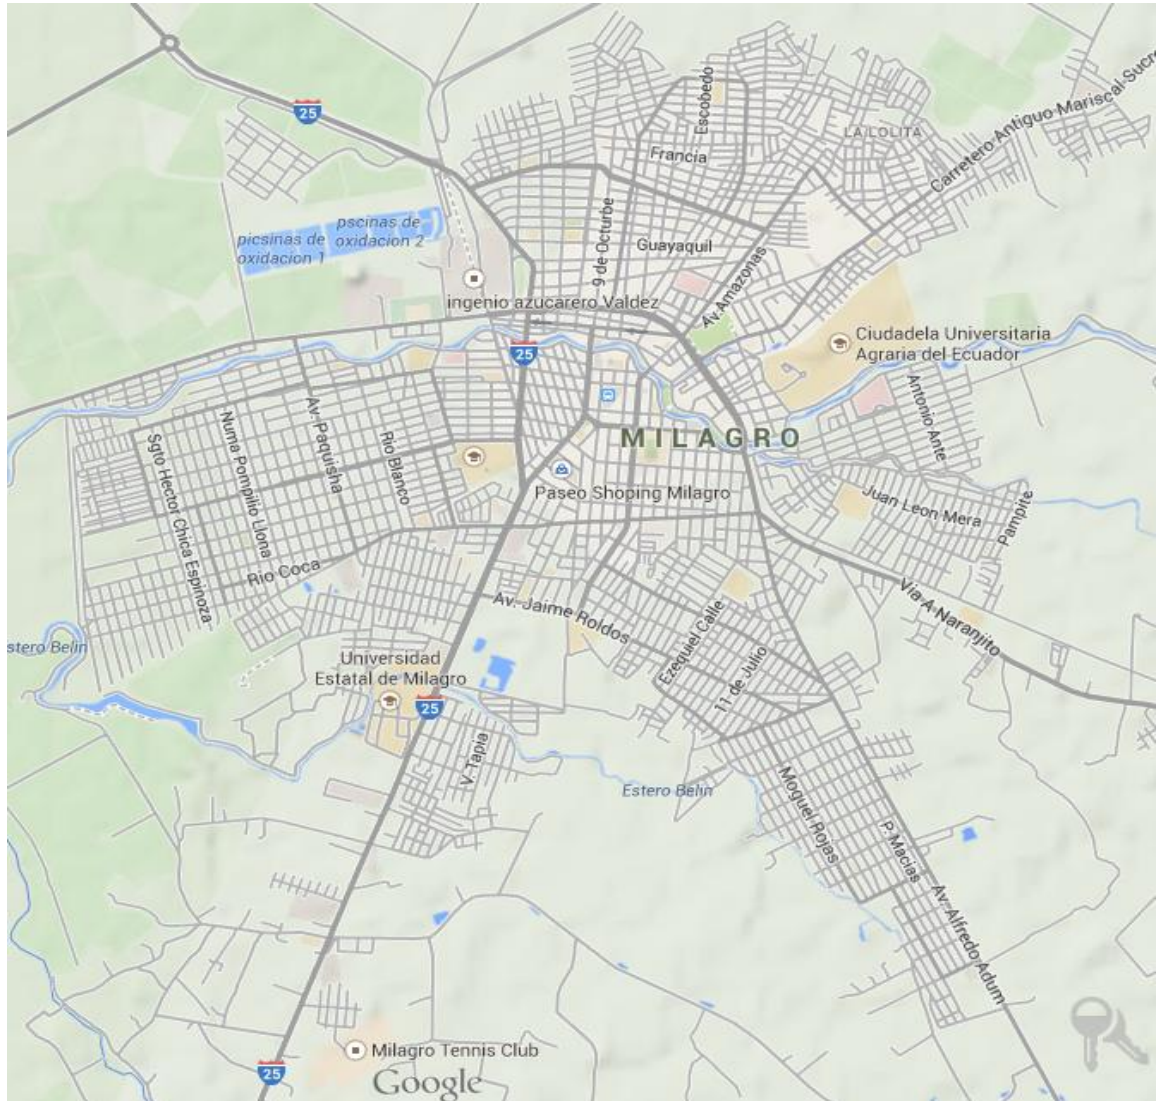 25
Escobedo
LA LOLITA
Carretero Antiguo Mariscal Sucre
Francia
pscinas de
oxidacion 2
picsinas de
oxidacion 1
9 de Octurbe
Guayaquil
Av.Amazonas
ingenio azucarero Valdez
Ciudadela Universitaria
Agraria del Ecuador
25
Antonio Ante
MILAGRO
Av. Paquisha
Numa Pompillo Llona
Rio Blanco
Sgto Hector Chica Espinoza
Paseo Shoping Milagro
Juan Leon Mera
Pampite
Rio Coca
Av. Jaime Roldos
Via A Naranjito
Ezequiel Calle
11 de Julio
stero Belin
Universidad
Estatal de Milagro
25
V. Tapia
Estero Belin
Moguel Rojas
P. Macias
Av. Alfredo Adum
Milagro Tennis Club
25
Google